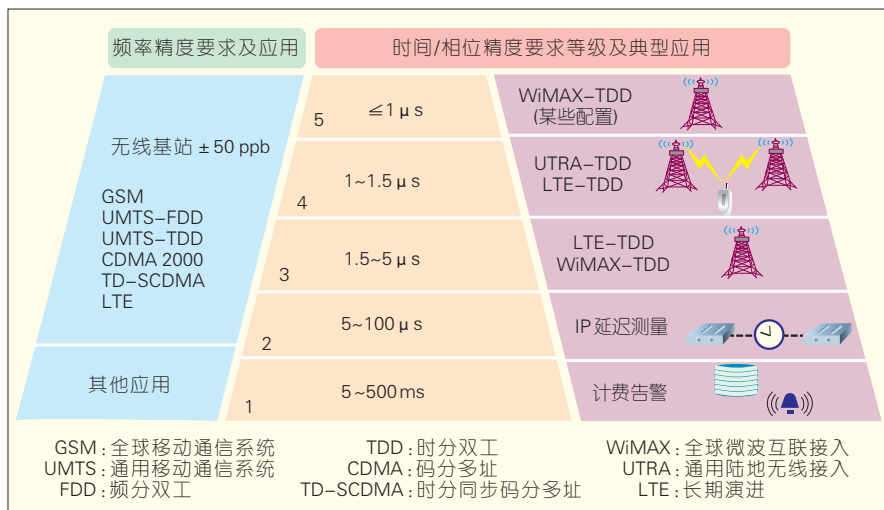 频率精度要求及应用
时间/相位精度要求等级及典型应用
无线基站 ± 50 ppb
GSM
UMTS–FDD
UMTS–TDD
CDMA 2000
TD–SCDMA
LTE
其他应用
5
≦1 μ s
WiMAX–TDD
(某些配置)
4
1~1.5 μ s
UTRA–TDD
LTE–TDD
3
1.5~5 μ s
LTE–TDD
WiMAX–TDD
2
5~100 μ s
IP 延迟测量
1
5~500 ms
计费告警
GSM : 全球移动通信系统
UMTS : 通用移动通信系统
FDD : 频分双工
TDD : 时分双工
CDMA : 码分多址
TD–SCDMA : 时分同步码分多址
WiMAX : 全球微波互联接入
UTRA : 通用陆地无线接入
LTE : 长期演进